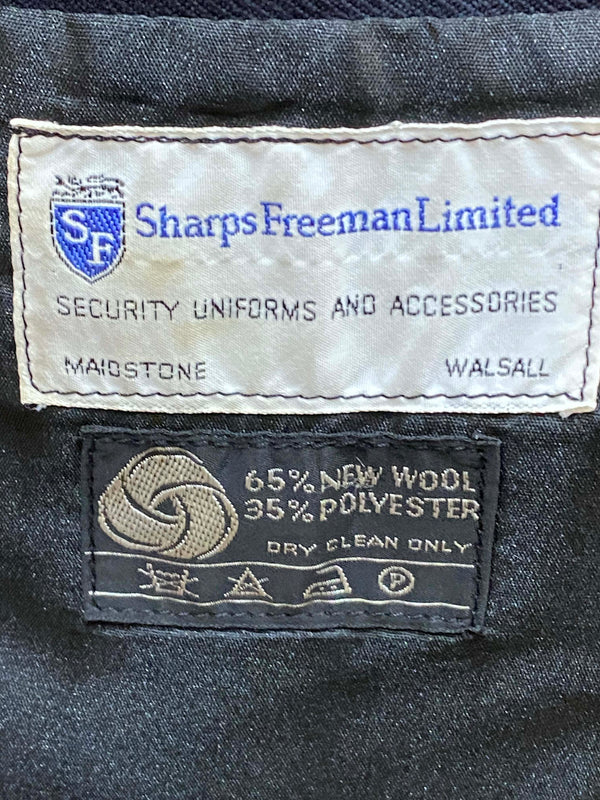 SF
Sharps Freeman Limited
SECURITY UNIFORMS AND ACCESSORIES
MAIDSTONE WALSALL
65% NEW WOOL
35% POLYESTER
DRY CLEAN ONLY
P